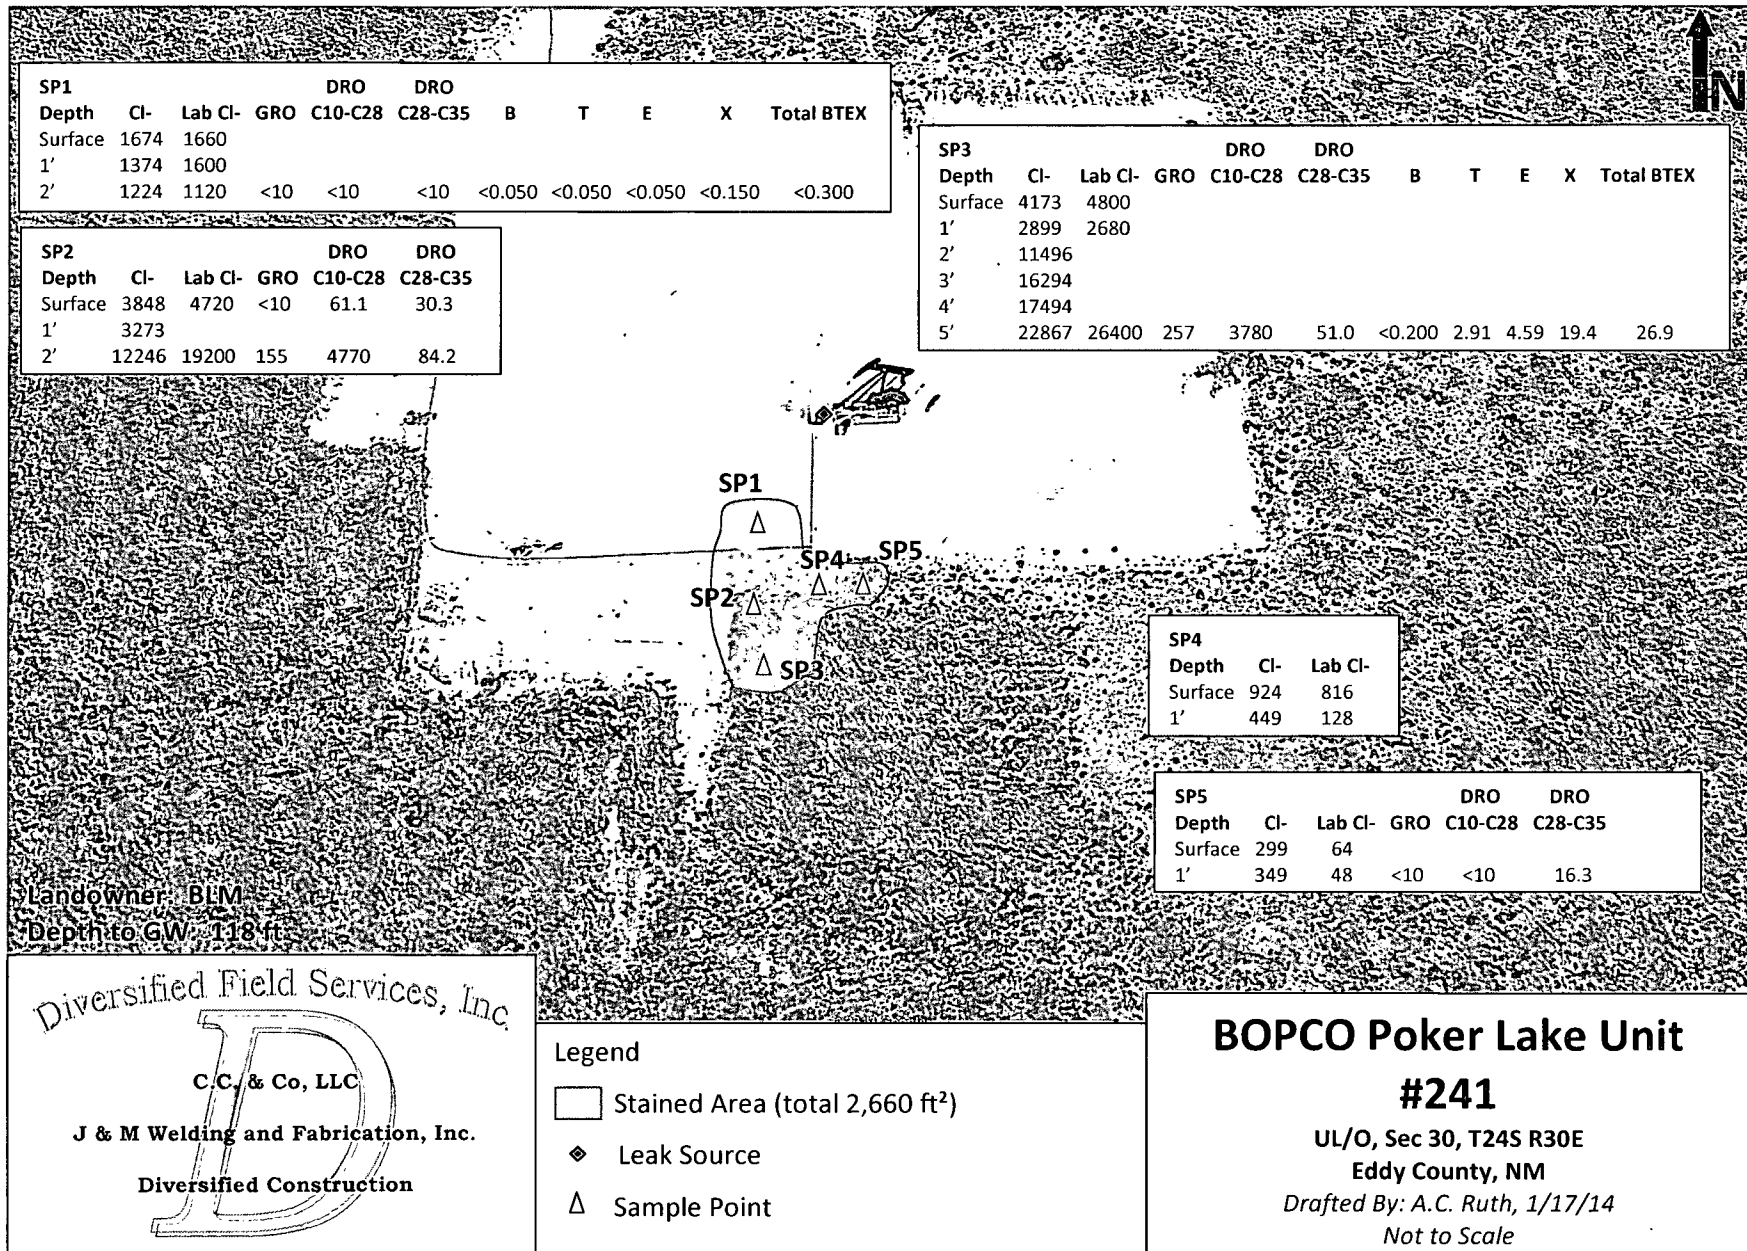 N
SP1 DRO DRO
Depth Cl- Lab Cl- GRO C10-C28 C28-C35 B T E X Total BTEX
Surface 1674 1660
1' 1374 1600
2' 1224 1120 <10 <10 <10 <0.050 <0.050 <0.050 <0.150 <0.300
SP3 DRO DRO
Depth Cl- Lab Cl- GRO C10-C28 C28-C35 B T E X Total BTEX
Surface 4173 4800
1' 2899 2680
2' 11496
3' 16294
4' 17494
5' 22867 26400 257 3780 51.0 <0.200 2.91 4.59 19.4 26.9
SP2 DRO DRO
Depth Cl- Lab Cl- GRO C10-C28 C28-C35
Surface 3848 4720 <10 61.1 30.3
1' 3273
2' 12246 19200 155 4770 84.2
SP1
SP4
SP5
SP2
SP3
SP4
Depth Cl- Lab Cl-
Surface 924 816
1' 449 128
SP5 DRO DRO
Depth Cl- Lab Cl- GRO C10-C28 C28-C35
Surface 299 64
1' 349 48 <10 <10 16.3
Landowner: BLM
Depth to GW: 118 ft
Diversified Field Services, Inc.
D
C.C. & Co, LLC
J & M Welding and Fabrication, Inc.
Diversified Construction
Legend
Stained Area (total 2,660 ft²)
Leak Source
Sample Point
BOPCO Poker Lake Unit
#241
UL/O, Sec 30, T24S R30E
Eddy County, NM
Drafted By: A.C. Ruth, 1/17/14
Not to Scale